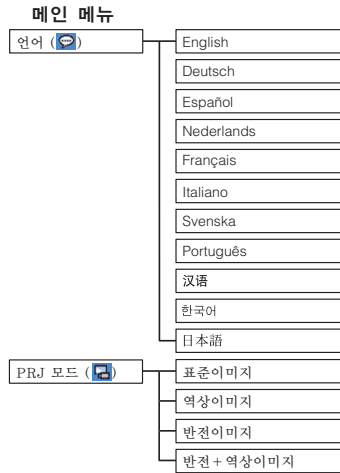 메인 메뉴
언어 ( )
English
Deutsch
Español
Nederlands
Français
Italiano
Svenska
Português
汉语
한국어
日本語
PRJ 모드 ( )
표준이미지
역상이미지
반전이미지
반전+역상이미지